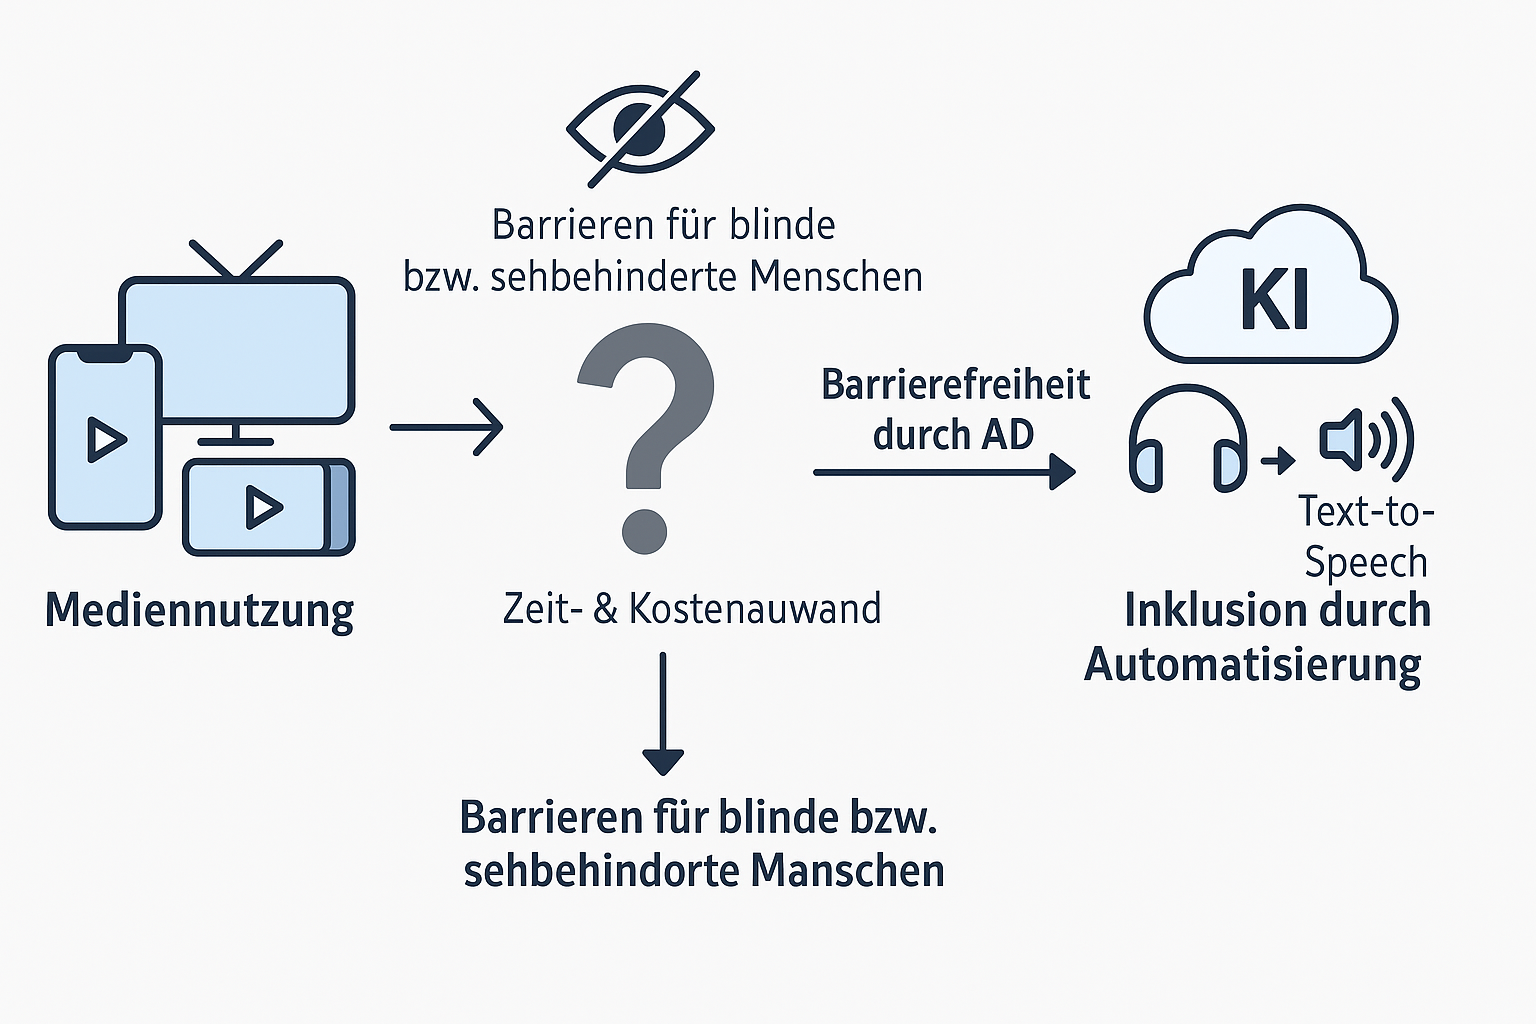 Barrieren für blinde
bzw. sehbehinderte Menschen
KI
Barrierefreiheit
durch AD
Text-to-
Speech
Mediennutzung
Zeit- & Kostenauwand
Inklusion durch
Automatisierung
Barrieren für blinde bzw.
sehbehindorte Manschen